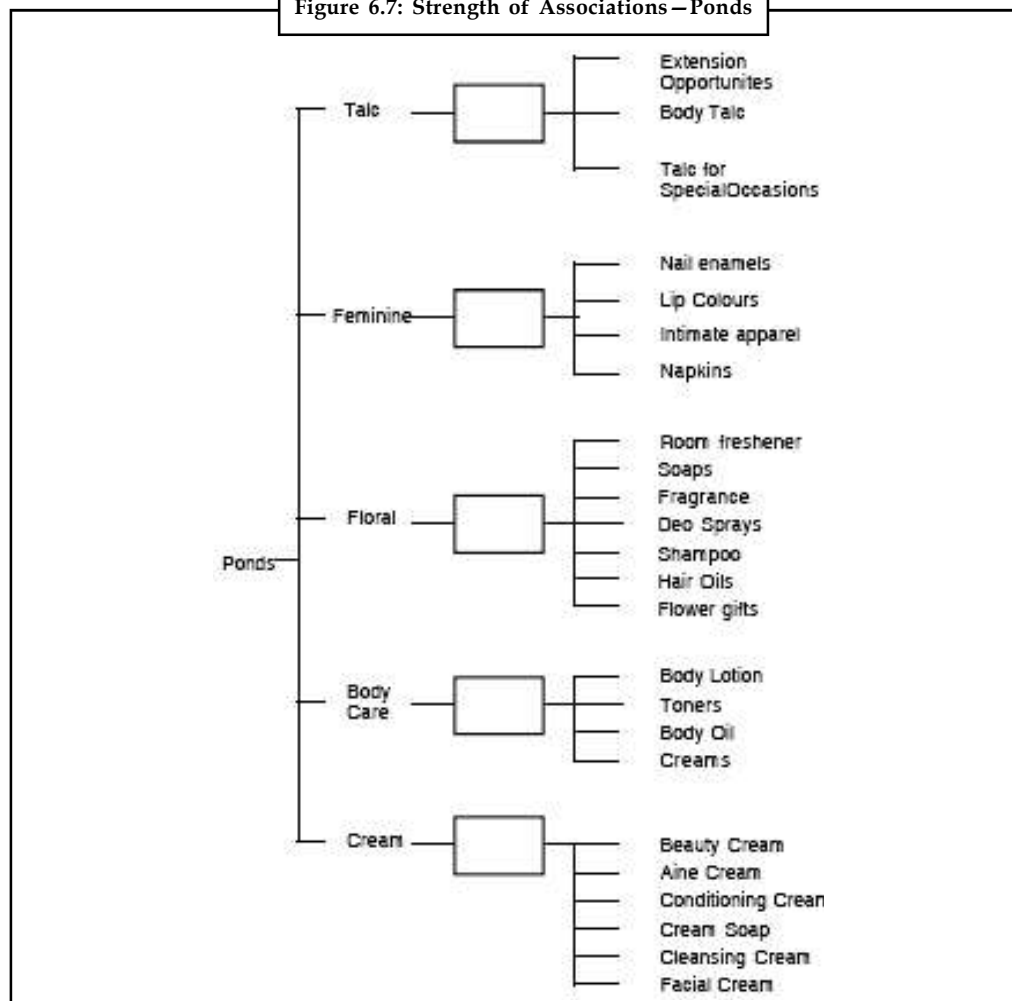 Figure 6.7: Strength of Associations—Ponds
Extension
Opportunites
Talc
Body Talc
Talc for
SpecialOccasions
Nail enamels
Lip Colours
Feminine
Intimate apparel
Napkins
Room freshener
Soaps
Fragrance
Floral
Deo Sprays
Shampoo
Ponds
Hair Oils
Flower gifts
Body Lotion
Body
Care
Toners
Body Oil
Creams
Cream
Beauty Cream
Aine Cream
Conditioning Cream
Cream Soap
Cleansing Cream
Facial Cream